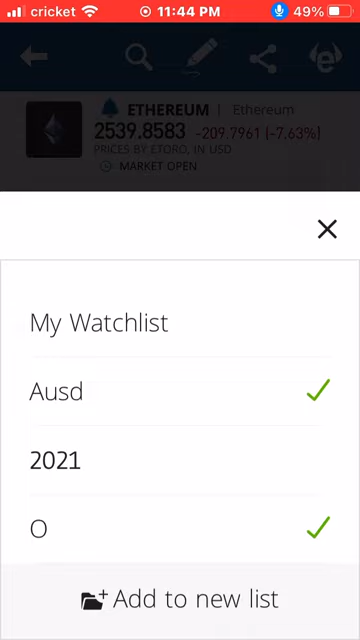 cricket 11:44 PM 49%
ETHEREUM | Ethereum
2539.8583 -209.7961 (-7.63%)
PRICES BY ETORO, IN USD
MARKET OPEN
My Watchlist
Ausd
2021
O
Add to new list